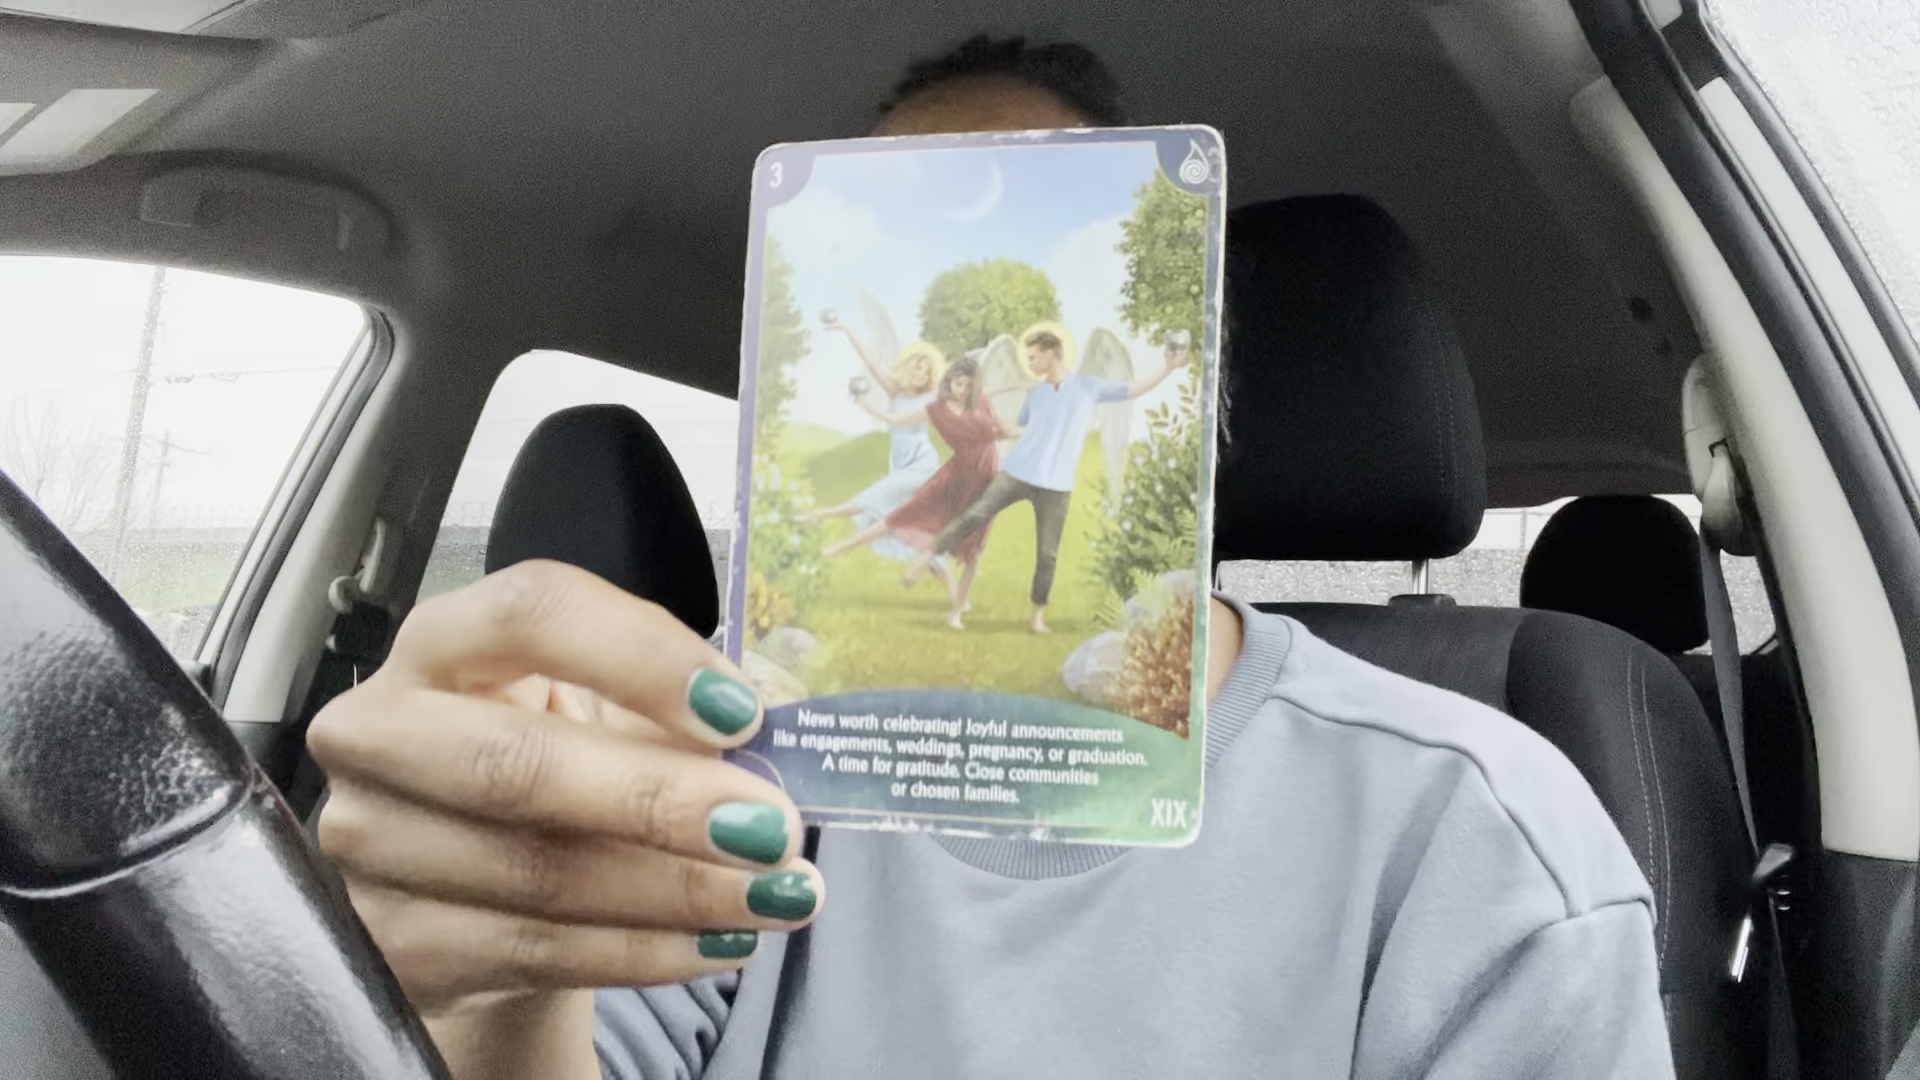 3
News worth celebrating! Joyful announcements
like engagements, weddings, pregnancy, or graduation.
A time for gratitude. Close communities
or chosen families.
XIX